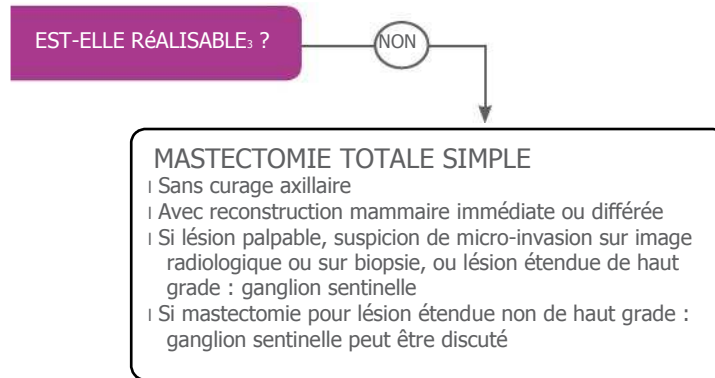 EST-ELLE RéALISABLE₃ ?
NON
MASTECTOMIE TOTALE SIMPLE
l Sans curage axillaire
l Avec reconstruction mammaire immédiate ou différée
l Si lésion palpable, suspicion de micro-invasion sur image
radiologique ou sur biopsie, ou lésion étendue de haut
grade : ganglion sentinelle
l Si mastectomie pour lésion étendue non de haut grade :
ganglion sentinelle peut être discuté